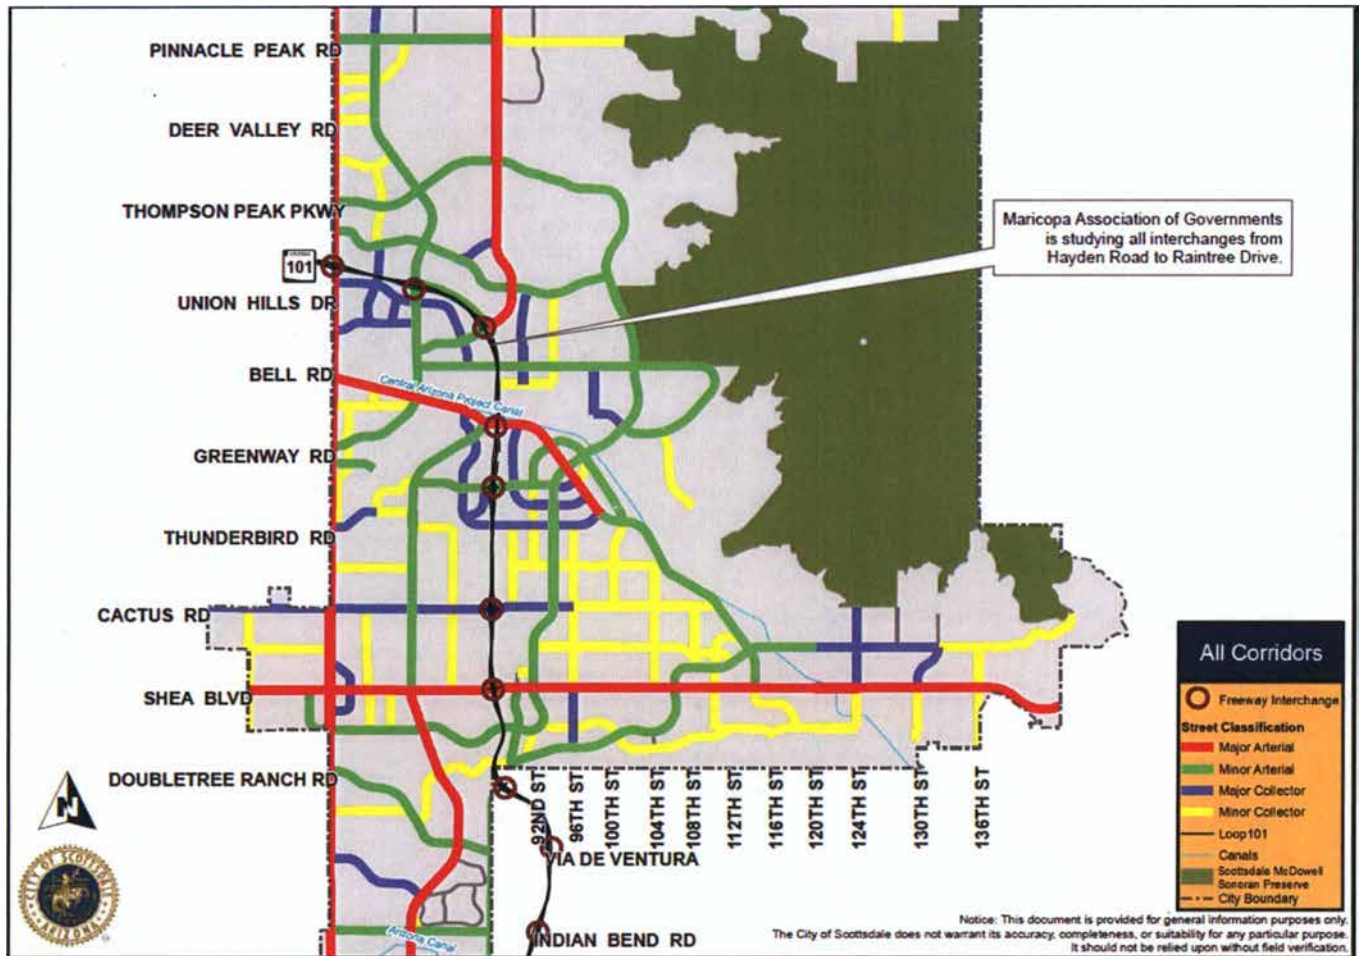 PINNACLE PEAK RD
DEER VALLEY RD
THOMPSON PEAK PKWY
101
UNION HILLS DR
BELL RD
GREENWAY RD
THUNDERBIRD RD
CACTUS RD
SHEA BLVD
DOUBLETREE RANCH RD
Maricopa Association of Governments
is studying all interchanges from
Hayden Road to Raintree Drive.
Central Arizona Project Canal
92ND ST
96TH ST
100TH ST
104TH ST
108TH ST
112TH ST
116TH ST
120TH ST
124TH ST
130TH ST
136TH ST
VIA DE VENTURA
INDIAN BEND RD
Arizona Canal
N
CITY OF SCOTTSDALE
ARIZONA
All Corridors
Freeway Interchange
Street Classification
Major Arterial
Minor Arterial
Major Collector
Minor Collector
Loop101
Canals
Scottsdale McDowell
Sonoran Preserve
City Boundary
Notice: This document is provided for general information purposes only.
The City of Scottsdale does not warrant its accuracy, completeness, or suitability for any particular purpose.
It should not be relied upon without field verification.